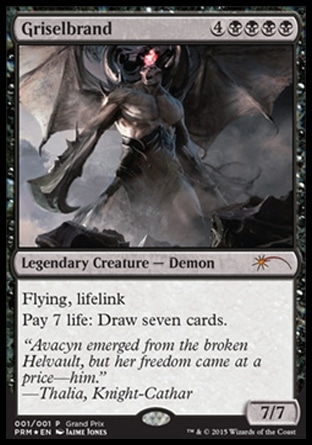 Griselbrand 4
Legendary Creature — Demon
Flying, lifelink
Pay 7 life: Draw seven cards.
“Avacyn emerged from the broken
Helvault, but her freedom came at a
price—him.”
—Thalia, Knight-Cathar
7/7
001/001 P Grand Prix
PRM★EN Jaime Jones
™ & © 2015 Wizards of the Coast